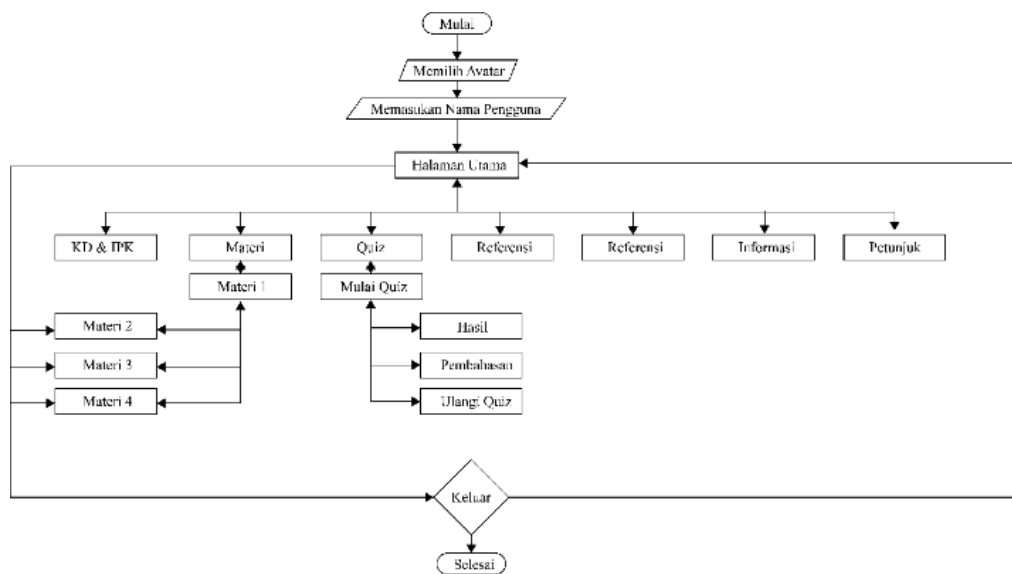 Mulai
Memilih Avatar
Memasukan Nama Pengguna
Halaman Utama
KD & IPK
Materi
Quiz
Referensi
Referensi
Informasi
Petunjuk
Materi 1
Mulai Quiz
Materi 2
Hasil
Materi 3
Pembahasan
Materi 4
Ulangi Quiz
Keluar
Selesai